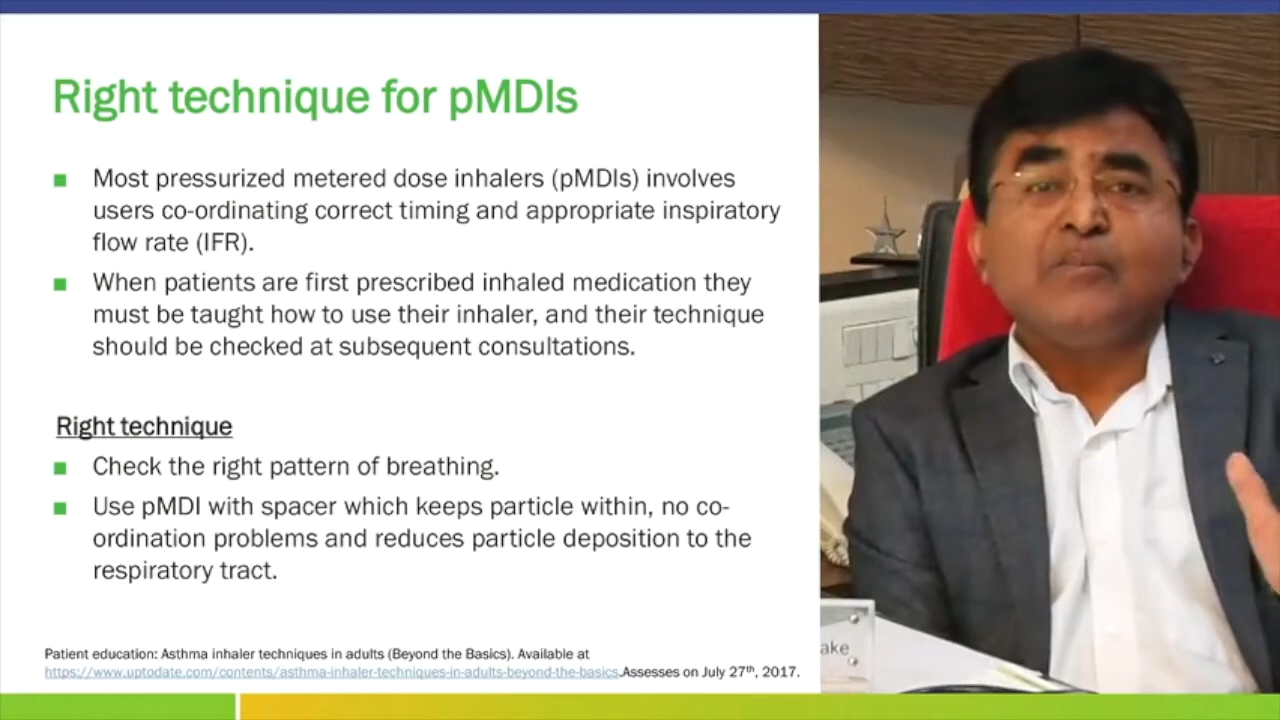 Right technique for pMDIs
■ Most pressurized metered dose inhalers (pMDIs) involves
users co-ordinating correct timing and appropriate inspiratory
flow rate (IFR).
■ When patients are first prescribed inhaled medication they
must be taught how to use their inhaler, and their technique
should be checked at subsequent consultations.
Right technique
■ Check the right pattern of breathing.
■ Use pMDI with spacer which keeps particle within, no co-
ordination problems and reduces particle deposition to the
respiratory tract.
Patient education: Asthma inhaler techniques in adults (Beyond the Basics). Available at
https://www.uptodate.com/contents/asthma-inhaler-techniques-in-adults-beyond-the-basics.Assesses on July 27th, 2017.
ake